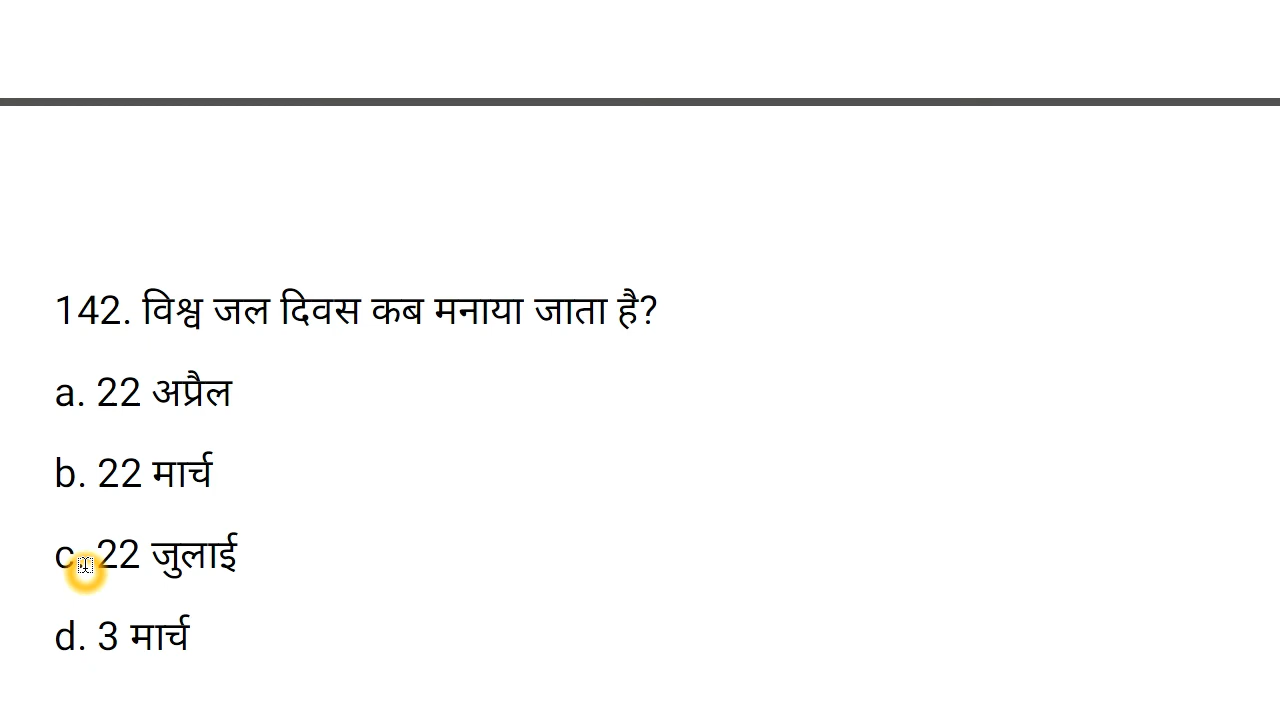 142. विश्व जल दिवस कब मनाया जाता है?
a. 22 अप्रैल
b. 22 मार्च
c. 22 जुलाई
d. 3 मार्च